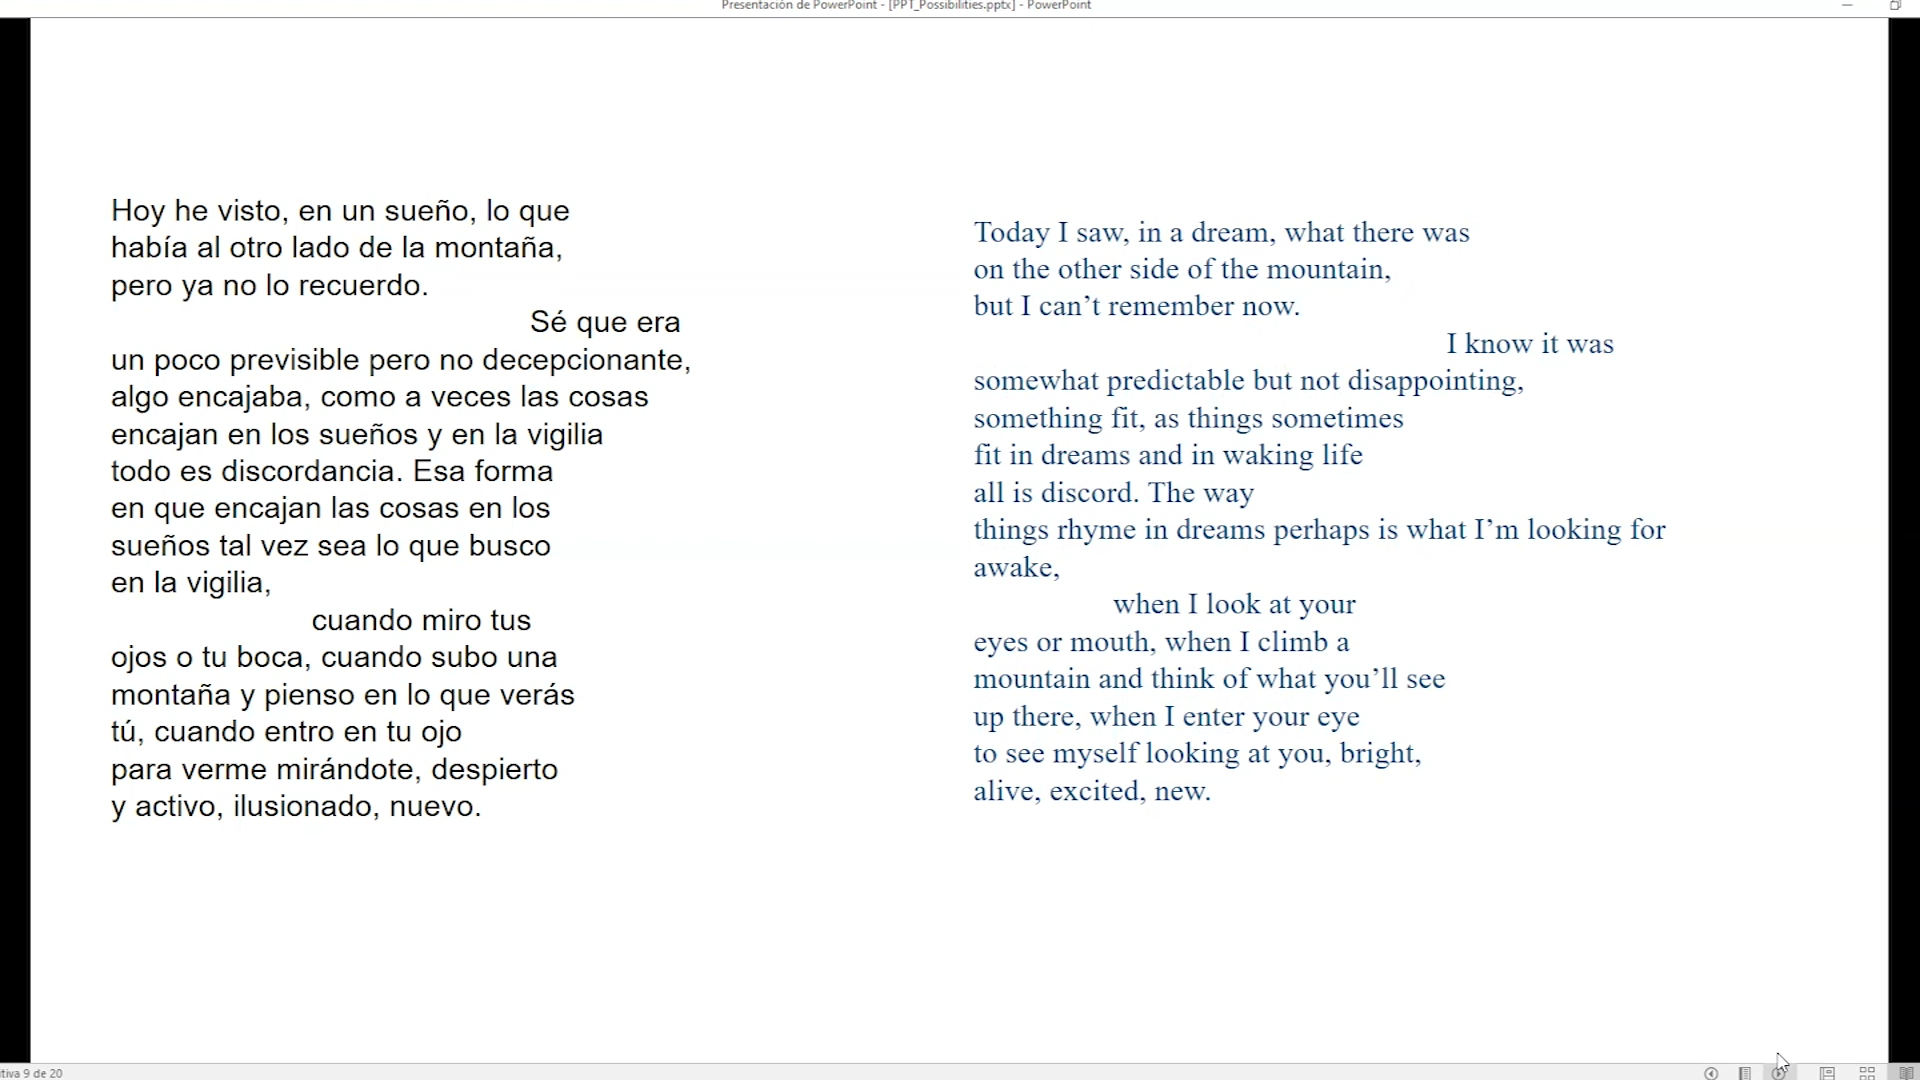 Presentación de PowerPoint - [PPT_Possibilities.pptx] - PowerPoint
Hoy he visto, en un sueño, lo que
había al otro lado de la montaña,
pero ya no lo recuerdo.
Sé que era
un poco previsible pero no decepcionante,
algo encajaba, como a veces las cosas
encajan en los sueños y en la vigilia
todo es discordancia. Esa forma
en que encajan las cosas en los
sueños tal vez sea lo que busco
en la vigilia,
cuando miro tus
ojos o tu boca, cuando subo una
montaña y pienso en lo que verás
tú, cuando entro en tu ojo
para verme mirándote, despierto
y activo, ilusionado, nuevo.
Today I saw, in a dream, what there was
on the other side of the mountain,
but I can’t remember now.
I know it was
somewhat predictable but not disappointing,
something fit, as things sometimes
fit in dreams and in waking life
all is discord. The way
things rhyme in dreams perhaps is what I’m looking for
awake,
when I look at your
eyes or mouth, when I climb a
mountain and think of what you’ll see
up there, when I enter your eye
to see myself looking at you, bright,
alive, excited, new.
itiva 9 de 20